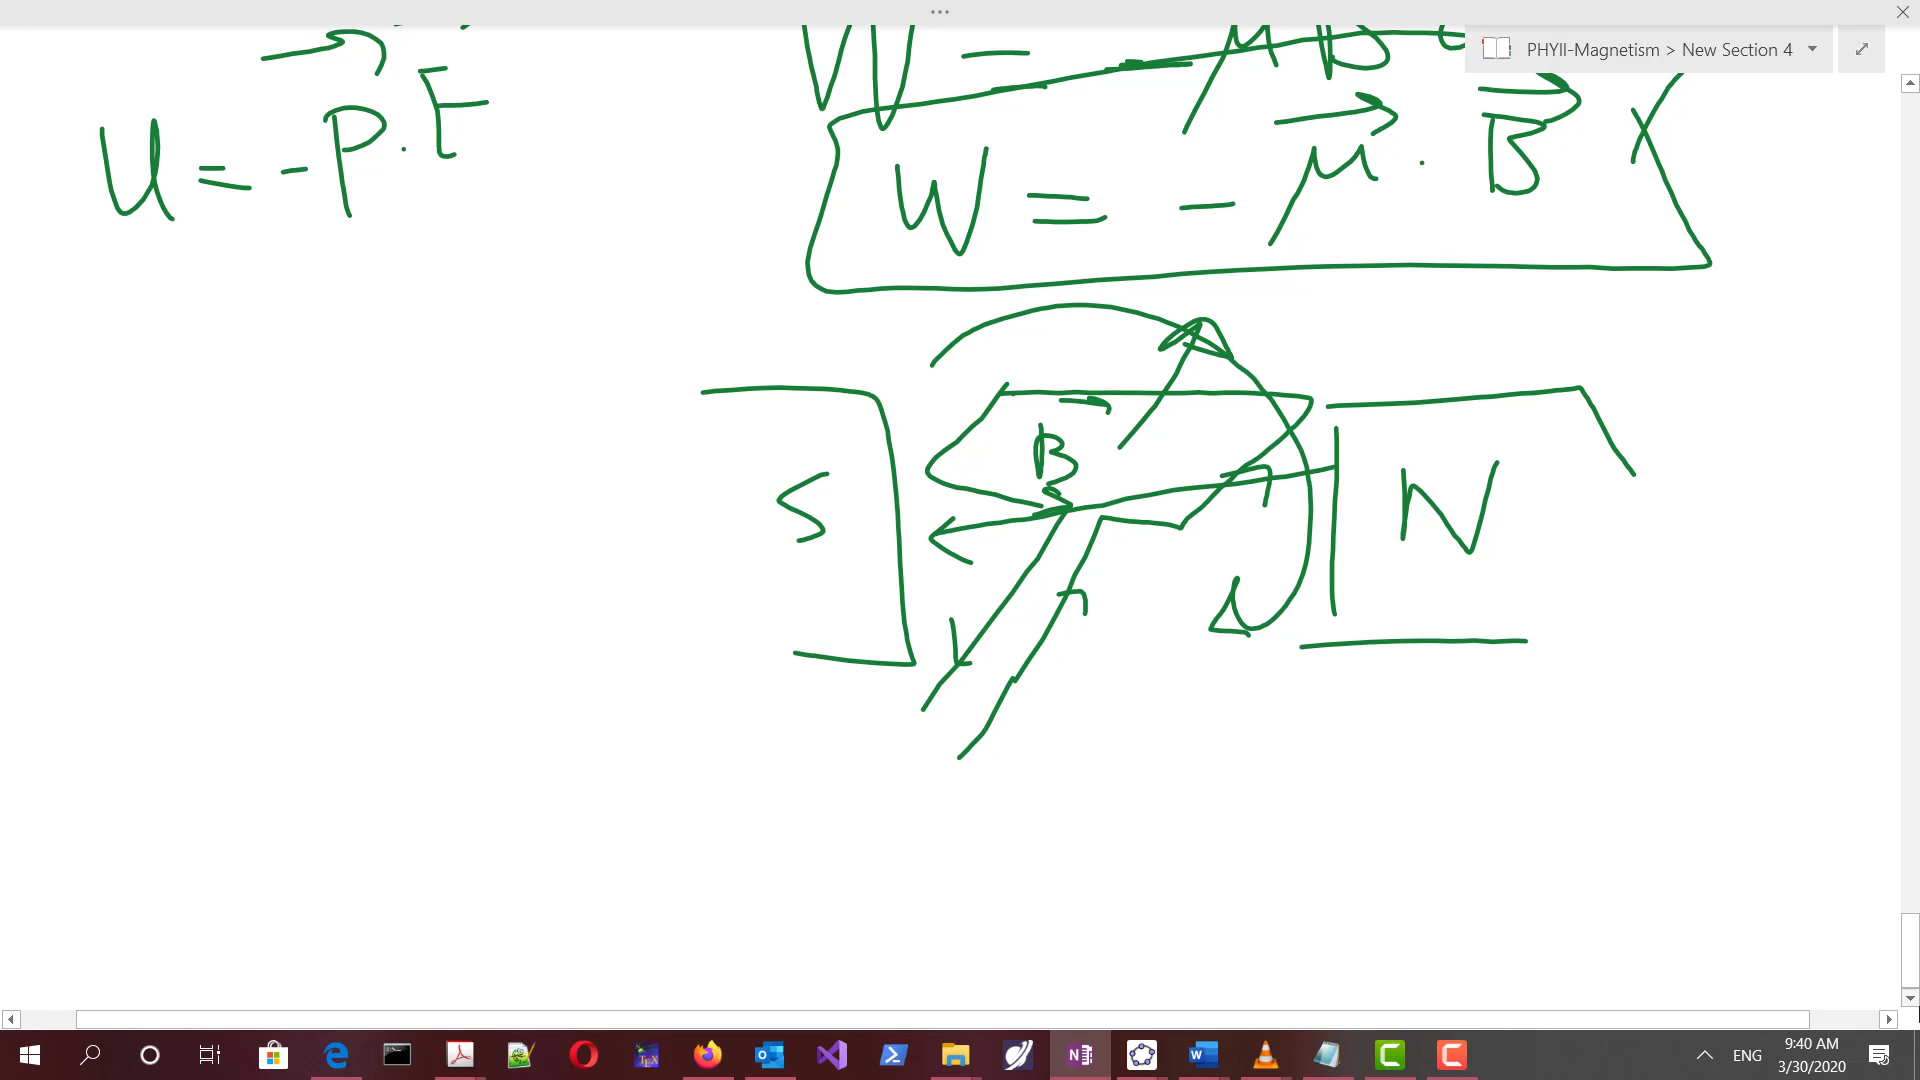 PHYII-Magnetism > New Section 4
W = - μ B
U = - P · E
W = - μ · B
B
S
N
ENG
9:40 AM
3/30/2020